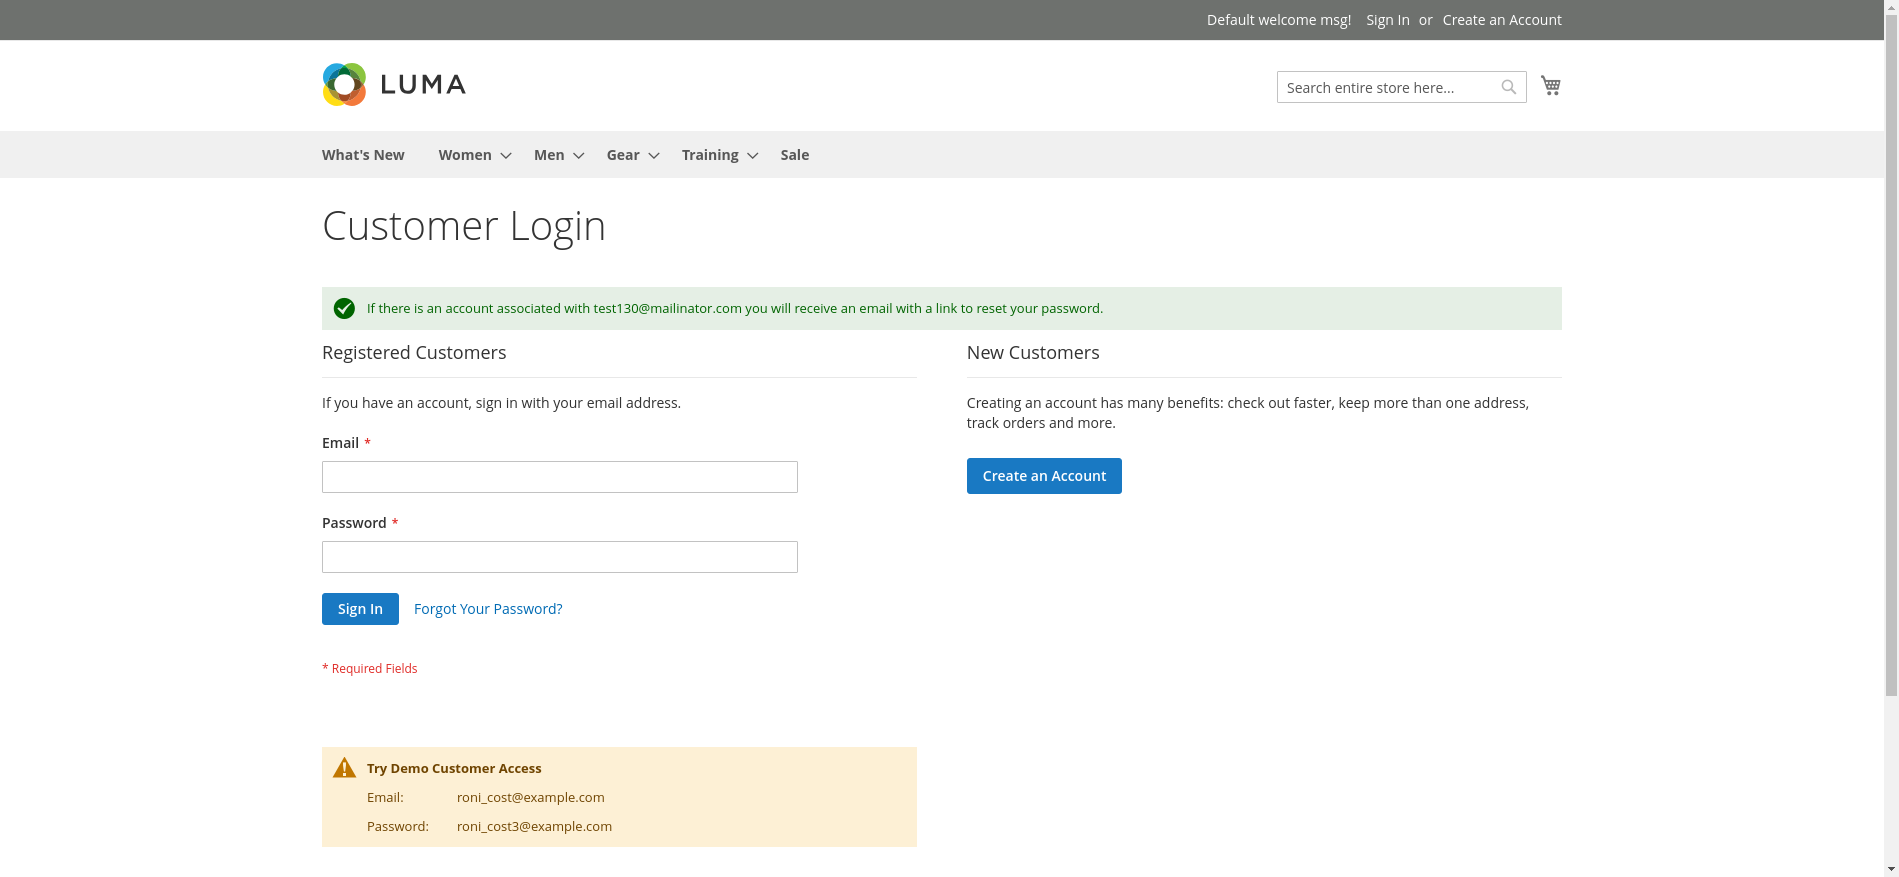 Default welcome msg! Sign In or Create an Account
LUMA
Search entire store here...
What's New Women Men Gear Training Sale
Customer Login
If there is an account associated with test130@mailinator.com you will receive an email with a link to reset your password.
Registered Customers
If you have an account, sign in with your email address.
Email *
Password *
Sign In Forgot Your Password?
* Required Fields
New Customers
Creating an account has many benefits: check out faster, keep more than one address,
track orders and more.
Create an Account
Try Demo Customer Access
Email: roni_cost@example.com
Password: roni_cost3@example.com